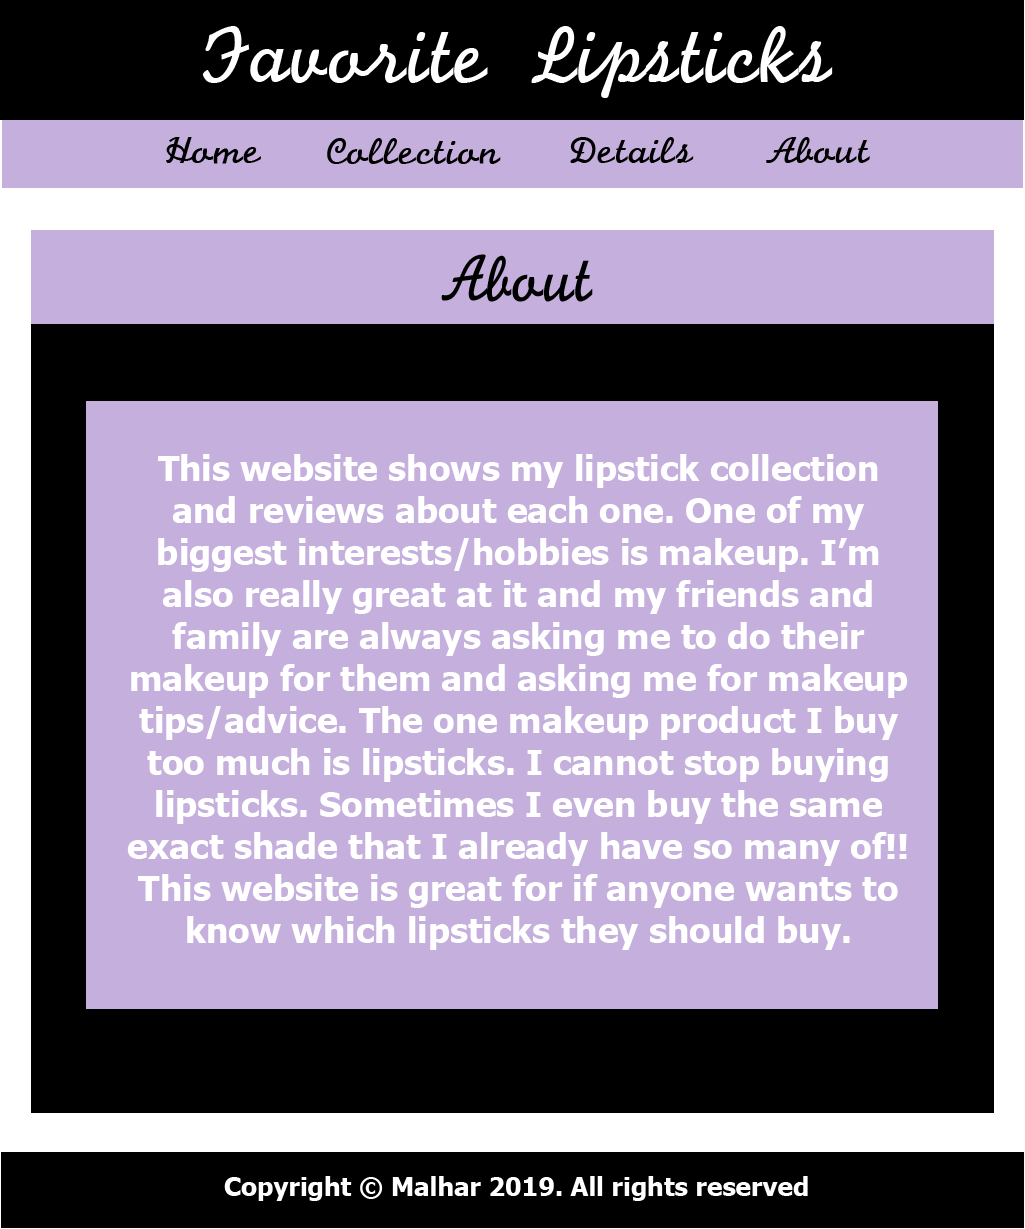 Favorite Lipsticks
Home Collection Details About
About
This website shows my lipstick collection
and reviews about each one. One of my
biggest interests/hobbies is makeup. I’m
also really great at it and my friends and
family are always asking me to do their
makeup for them and asking me for makeup
tips/advice. The one makeup product I buy
too much is lipsticks. I cannot stop buying
lipsticks. Sometimes I even buy the same
exact shade that I already have so many of!!
This website is great for if anyone wants to
know which lipsticks they should buy.
Copyright © Malhar 2019. All rights reserved